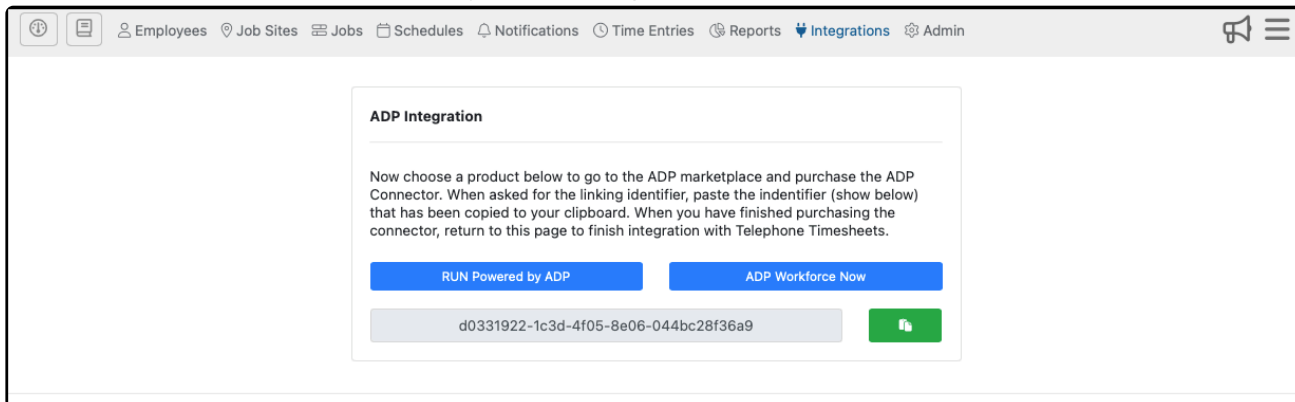 Employees Job Sites Jobs Schedules Notifications Time Entries Reports Integrations Admin
ADP Integration
Now choose a product below to go to the ADP marketplace and purchase the ADP
Connector. When asked for the linking identifier, paste the indentifier (show below)
that has been copied to your clipboard. When you have finished purchasing the
connector, return to this page to finish integration with Telephone Timesheets.
RUN Powered by ADP ADP Workforce Now
d0331922-1c3d-4f05-8e06-044bc28f36a9